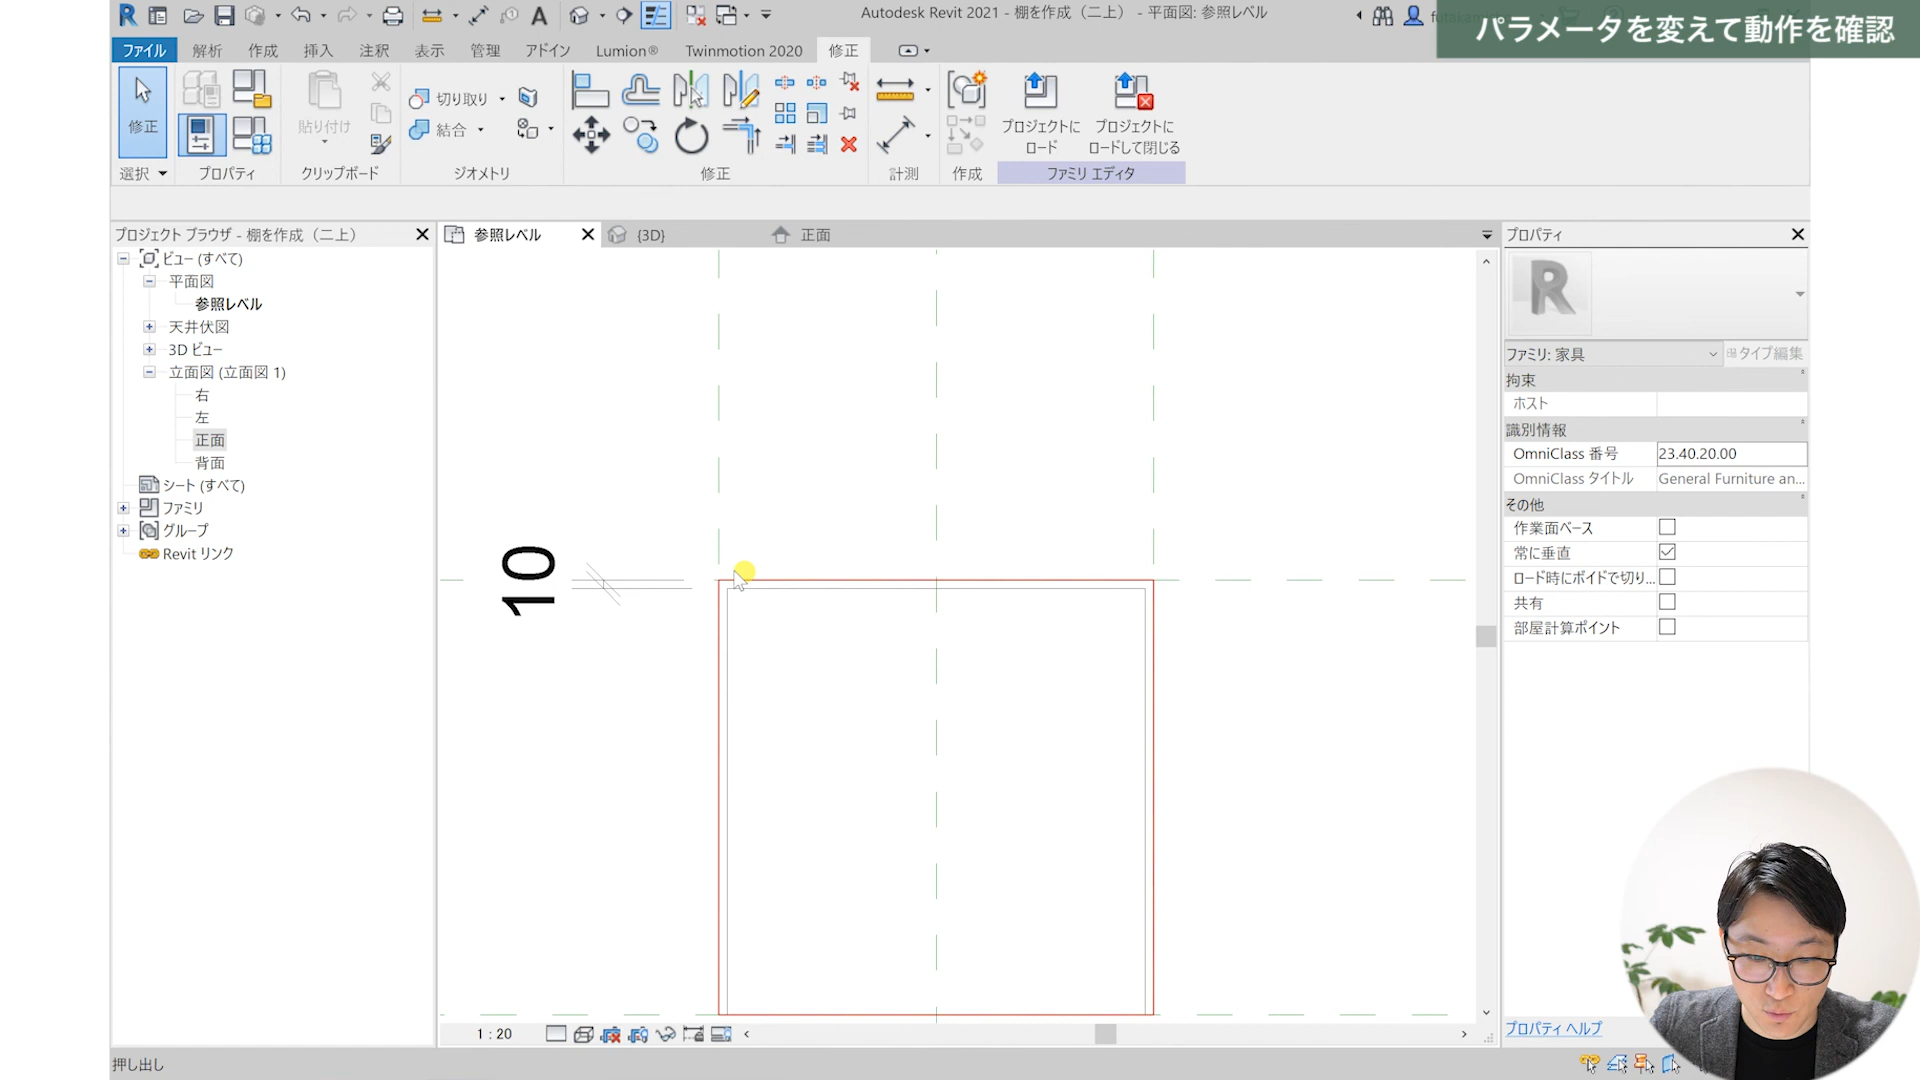 Autodesk Revit 2021 - 棚を作成（二上） - 平面図: 参照レベル
パラメータを変えて動作を確認
ファイル 解析 作成 挿入 注釈 表示 管理 アドイン Lumion® Twinmotion 2020 修正
修正
選択
プロパティ
貼り付け
クリップボード
切り取り
結合
ジオメトリ
修正
計測
作成
プロジェクトに
ロード
プロジェクトに
ロードして閉じる
ファミリ エディタ
プロジェクト ブラウザ - 棚を作成（二上）
ビュー (すべて)
平面図
参照レベル
天井伏図
3D ビュー
立面図 (立面図 1)
右
左
正面
背面
シート (すべて)
ファミリ
グループ
Revit リンク
参照レベル
{3D}
正面
10
1 : 20
プロパティ
R
ファミリ: 家具
タイプ編集
拘束
ホスト
識別情報
OmniClass 番号 23.40.20.00
OmniClass タイトル General Furniture an...
その他
作業面ベース
常に垂直
ロード時にボイドで切り...
共有
部屋計算ポイント
プロパティ ヘルプ
押し出し